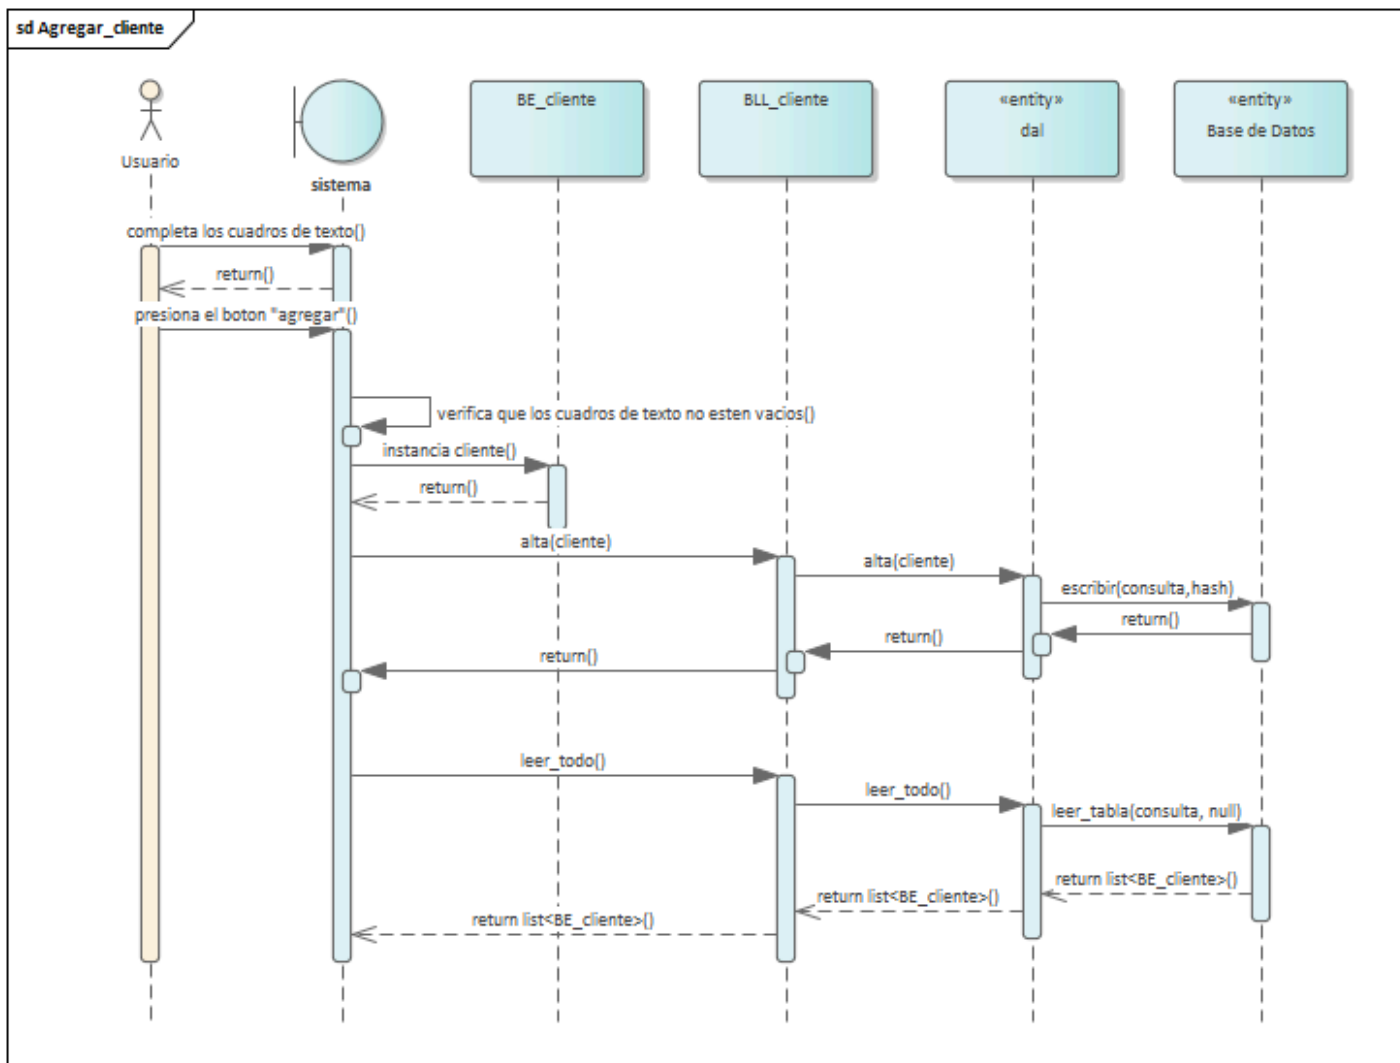 sd Agregar_cliente
Usuario
sistema
BE_cliente
BLL_cliente
«entity»
dal
«entity»
Base de Datos
completa los cuadros de texto()
return()
presiona el boton "agregar"()
verifica que los cuadros de texto no esten vacios()
instancia cliente()
return()
alta(cliente)
alta(cliente)
escribir(consulta,hash)
return()
return()
return()
leer_todo()
leer_todo()
leer_tabla(consulta, null)
return list<BE_cliente>()
return list<BE_cliente>()
return list<BE_cliente>()